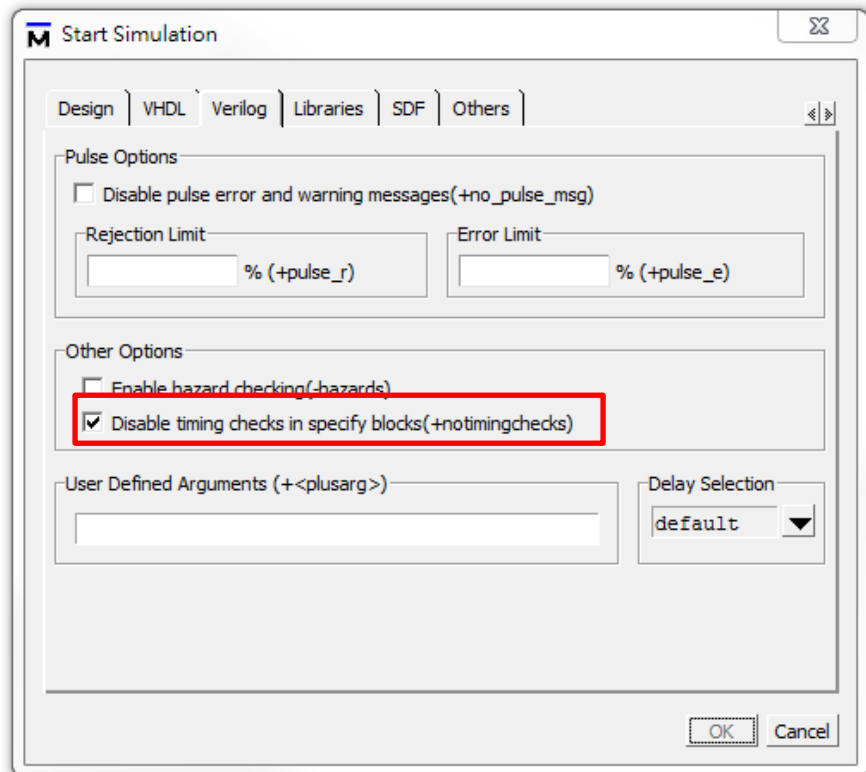 M Start Simulation
Design VHDL Verilog Libraries SDF Others
Pulse Options
Disable pulse error and warning messages(+no_pulse_msg)
Rejection Limit Error Limit
% (+pulse_r) % (+pulse_e)
Other Options
Enable hazard checking(-hazards)
Disable timing checks in specify blocks(+notimingchecks)
User Defined Arguments (+<plusarg>) Delay Selection
default
OK Cancel